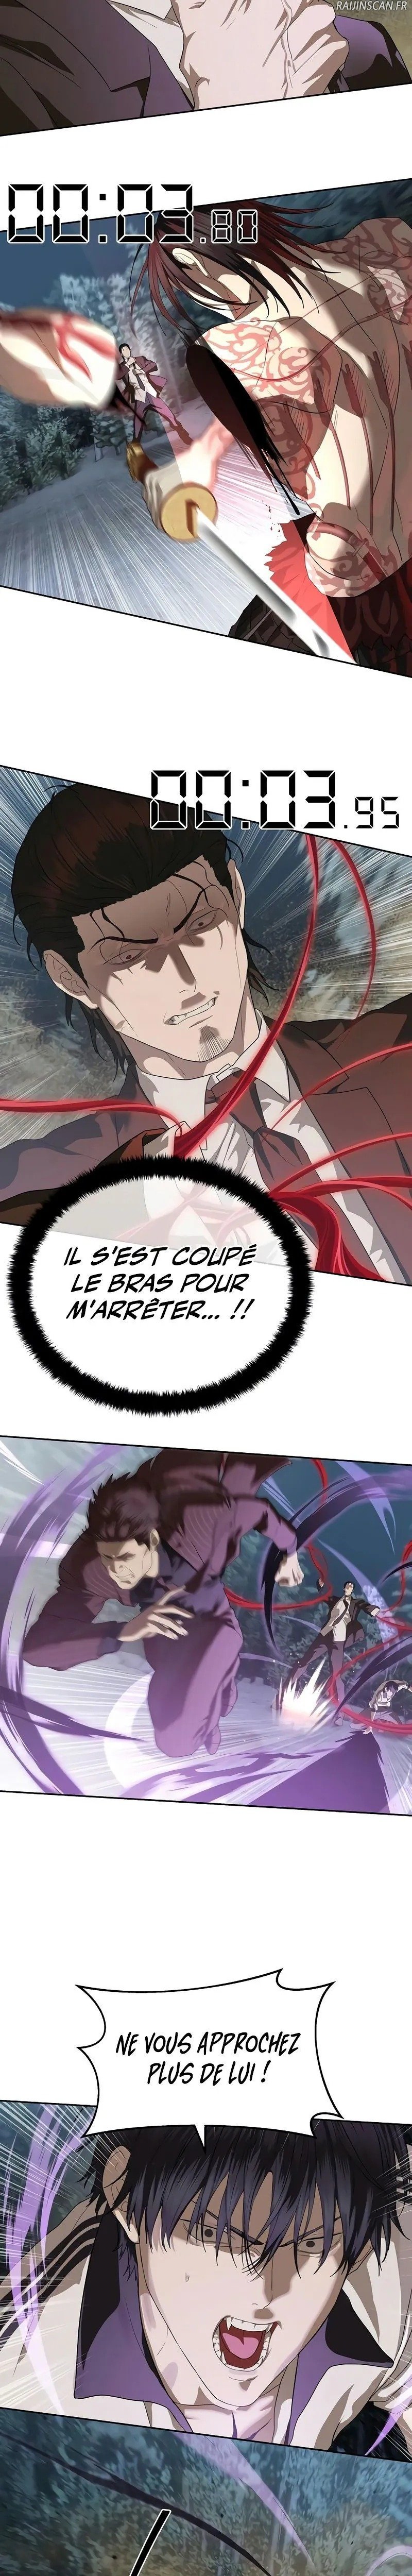 RAIJINSCAN.FR
00:03.80
00:03.95
IL S'EST COUPÉ
LE BRAS POUR
M'ARRÊTER... !!
NE VOUS APPROCHEZ
PLUS DE LUI !